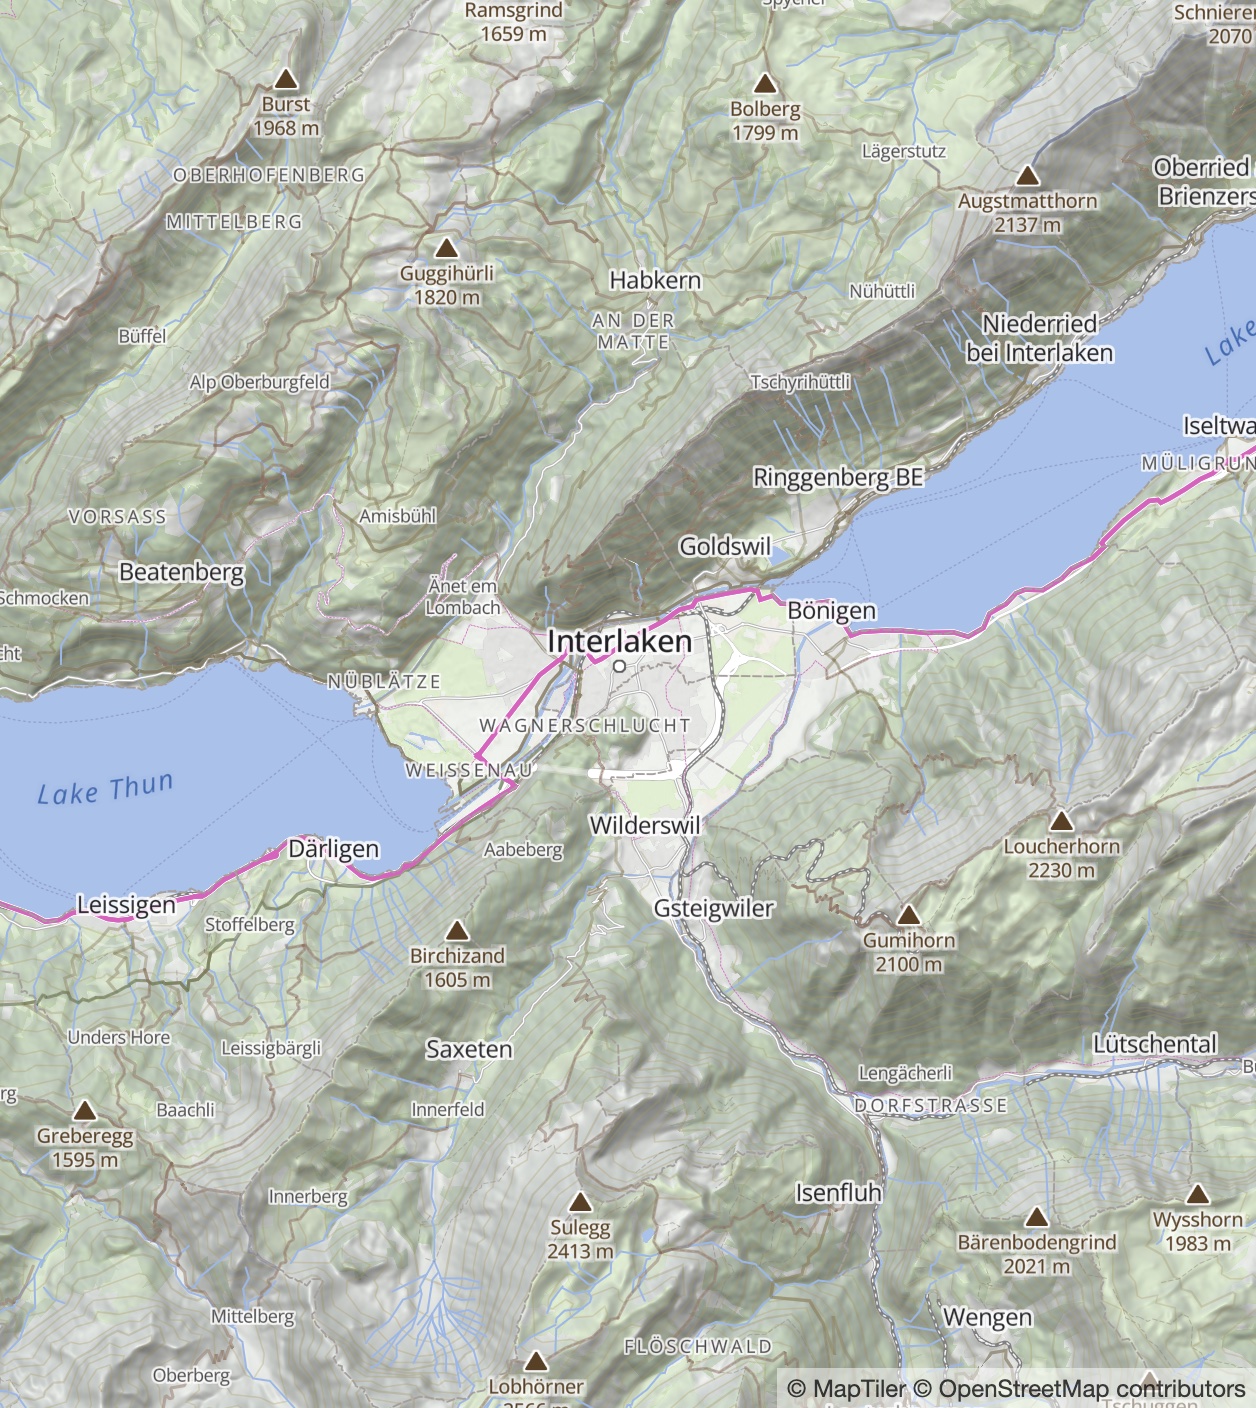 Ramsgrind
1659 m
Schnierer
2070
Burst
1968 m
Bolberg
1799 m
Lägerstutz
OBERHOFENBERG
Oberried
Brienzers
Augstmatthorn
2137 m
MITTELBERG
Guggihürli
1820 m
Habkern
Nühüttli
AN DER
MATTE
Niederried
bei Interlaken
Büffel
Lake
Alp Oberburgfeld
Tschyrihüttli
Iseltwa
MÜLIGRUN
Ringgenberg BE
VORSASS
Amisbühl
Goldswil
Beatenberg
Schmocken
Änet em
Lombach
Bönigen
Interlaken
cht
NÜBLÄTZE
WAGNERSCHLUCHT
WEISSENAU
Lake Thun
Wilderswil
Loucherhorn
2230 m
Därligen
Aabeberg
Leissigen
Stoffelberg
Gsteigwiler
Gumihorn
2100 m
Birchizand
1605 m
Unders Hore
Leissigbärgli
Saxeten
Lütschental
Lengächerli
rg
Baachli
Innerfeld
DORFSTRASSE
Greberegg
1595 m
Innerberg
Isenfluh
Sulegg
2413 m
Bärenbodengrind
2021 m
Wysshorn
1983 m
Mittelberg
Wengen
FLÖSCHWALD
Oberberg
Lobhörner
© MapTiler © OpenStreetMap contributors